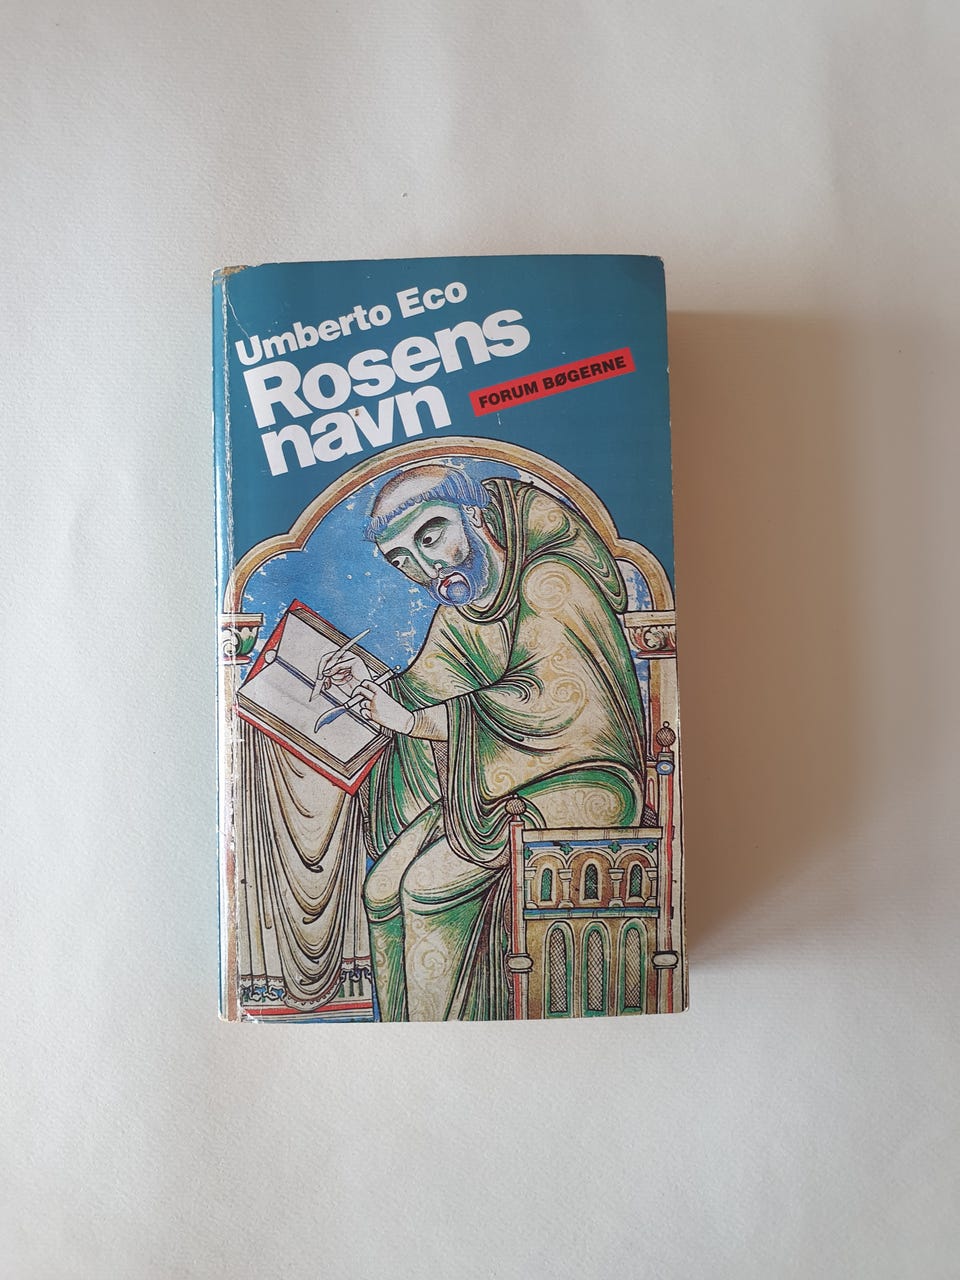 Umberto Eco
Rosens
navn
FORUM BØGERNE